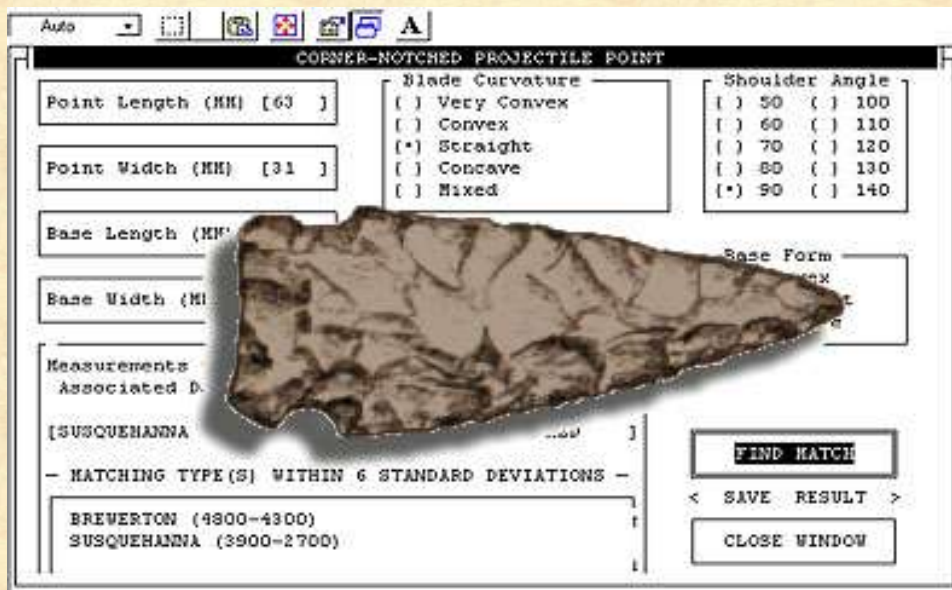 Auto A
CORNER-NOTCHED PROJECTILE POINT
Point Length (MM) [63 ]
Point Width (MM) [31 ]
Base Length (MM
Base Width (M
Blade Curvature
( ) Very Convex
( ) Convex
(•) Straight
( ) Concave
( ) Mixed
Shoulder Angle
( ) 50 ( ) 100
( ) 60 ( ) 110
( ) 70 ( ) 120
( ) 80 ( ) 130
(•) 90 ( ) 140
Base Form
Measurements
Associated D
[SUSQUEHANNA ]
— MATCHING TYPE(S) WITHIN 6 STANDARD DEVIATIONS —
BREWERTON (4800-4300)
SUSQUEHANNA (3900-2700)
FIND MATCH
< SAVE RESULT >
CLOSE WINDOW